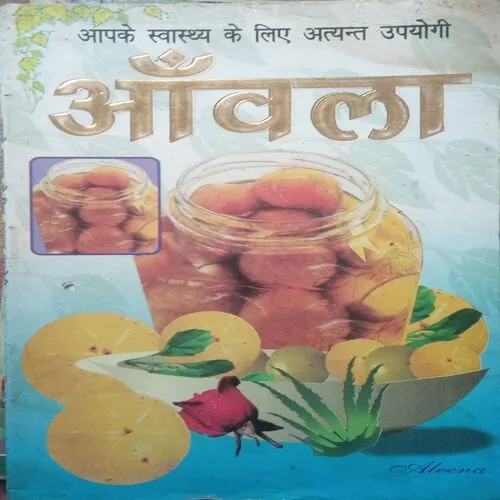 आपके स्वास्थ्य के लिए अत्यन्त उपयोगी
आँवला
Aleena